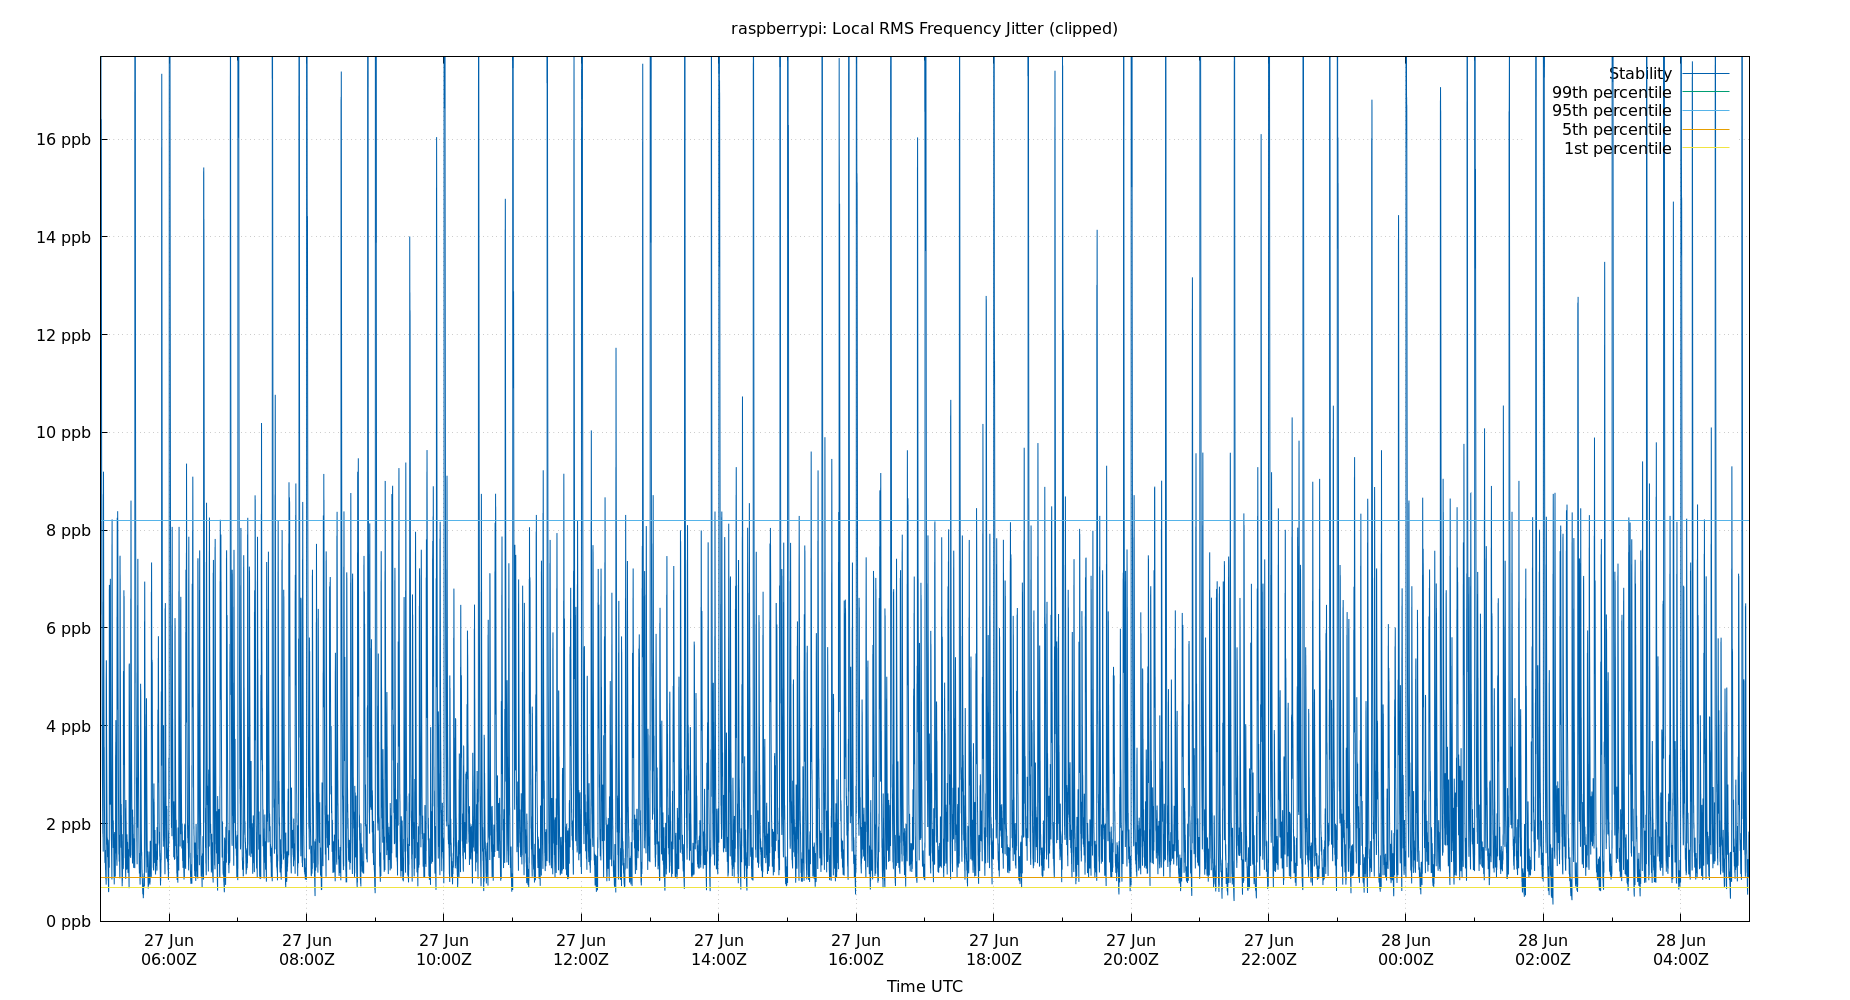 raspberrypi: Local RMS Frequency Jitter (clipped)
Stability
99th percentile
95th percentile
5th percentile
1st percentile
16 ppb
14 ppb
12 ppb
10 ppb
8 ppb
6 ppb
4 ppb
2 ppb
0 ppb
27 Jun 27 Jun 27 Jun 27 Jun 27 Jun 27 Jun 27 Jun 27 Jun 27 Jun 28 Jun 28 Jun 28 Jun
06:00Z 08:00Z 10:00Z 12:00Z 14:00Z 16:00Z 18:00Z 20:00Z 22:00Z 00:00Z 02:00Z 04:00Z
Time UTC